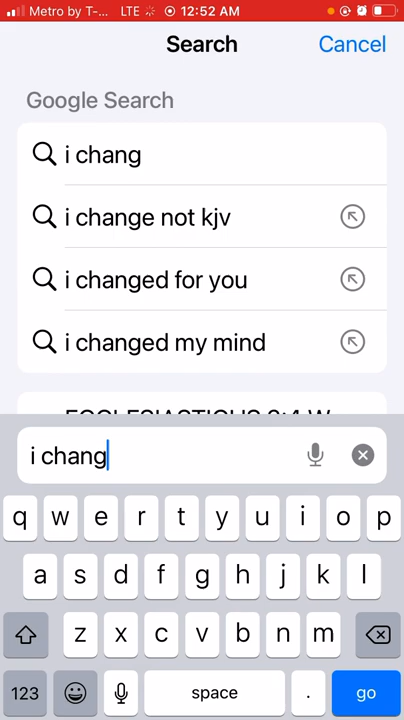 Metro by T-... LTE 12:52 AM
Search Cancel
Google Search
i chang
i change not kjv
i changed for you
i changed my mind
i chang
q w e r t y u i o p
a s d f g h j k l
z x c v b n m
123 space . go